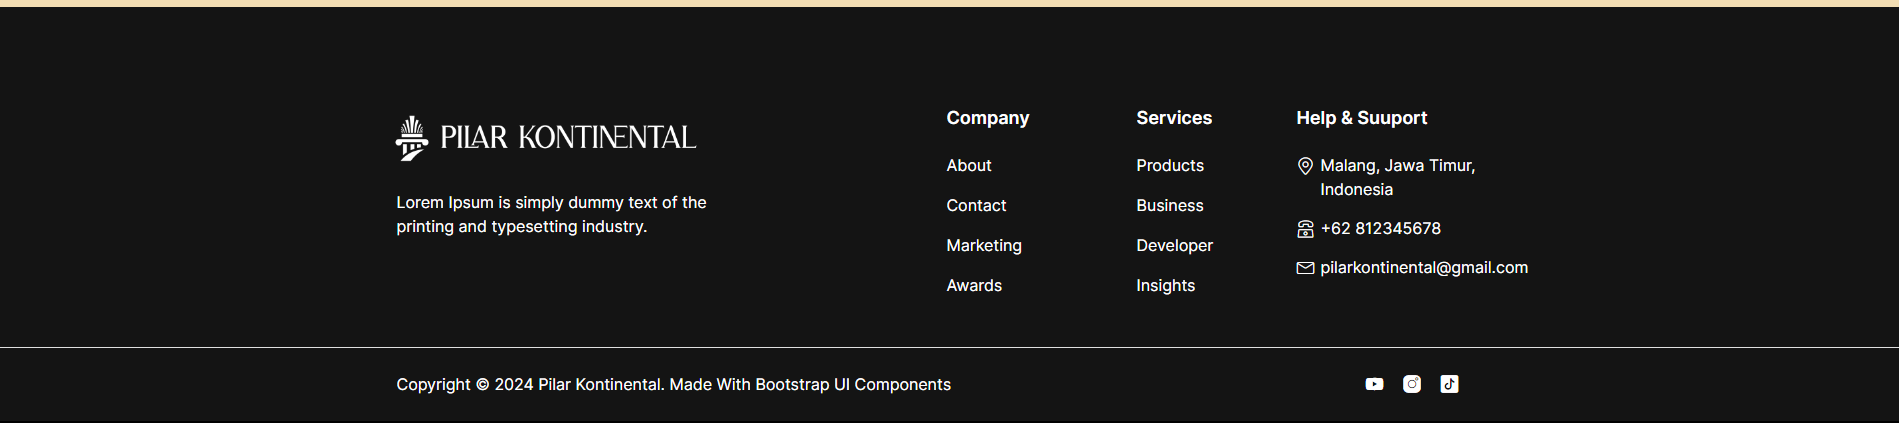 PILAR KONTINENTAL
Lorem Ipsum is simply dummy text of the
printing and typesetting industry.
Company
About
Contact
Marketing
Awards
Services
Products
Business
Developer
Insights
Help & Suuport
Malang, Jawa Timur,
Indonesia
+62 812345678
pilarkontinental@gmail.com
Copyright © 2024 Pilar Kontinental. Made With Bootstrap UI Components